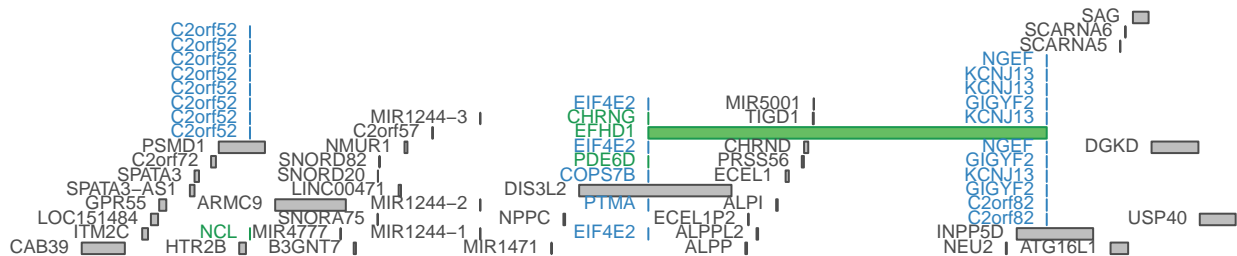 SAG
C2orf52 SCARNA6
C2orf52 SCARNA5
C2orf52 NGEF
C2orf52 KCNJ13
C2orf52 KCNJ13
C2orf52 EIF4E2 MIR5001 GIGYF2
C2orf52 MIR1244−3 CHRNG TIGD1 KCNJ13
C2orf52 C2orf57 EFHD1
PSMD1 NMUR1 EIF4E2 CHRND NGEF DGKD
C2orf72 SNORD82 PDE6D PRSS56 GIGYF2
SPATA3 SNORD20 COPS7B ECEL1 KCNJ13
SPATA3−AS1 LINC00471 DIS3L2 GIGYF2
GPR55 ARMC9 MIR1244−2 PTMA ALPI C2orf82
LOC151484 SNORA75 NPPC ECEL1P2 C2orf82 USP40
ITM2C NCL MIR4777 MIR1244−1 EIF4E2 ALPPL2 INPP5D
CAB39 HTR2B B3GNT7 MIR1471 ALPP NEU2 ATG16L1